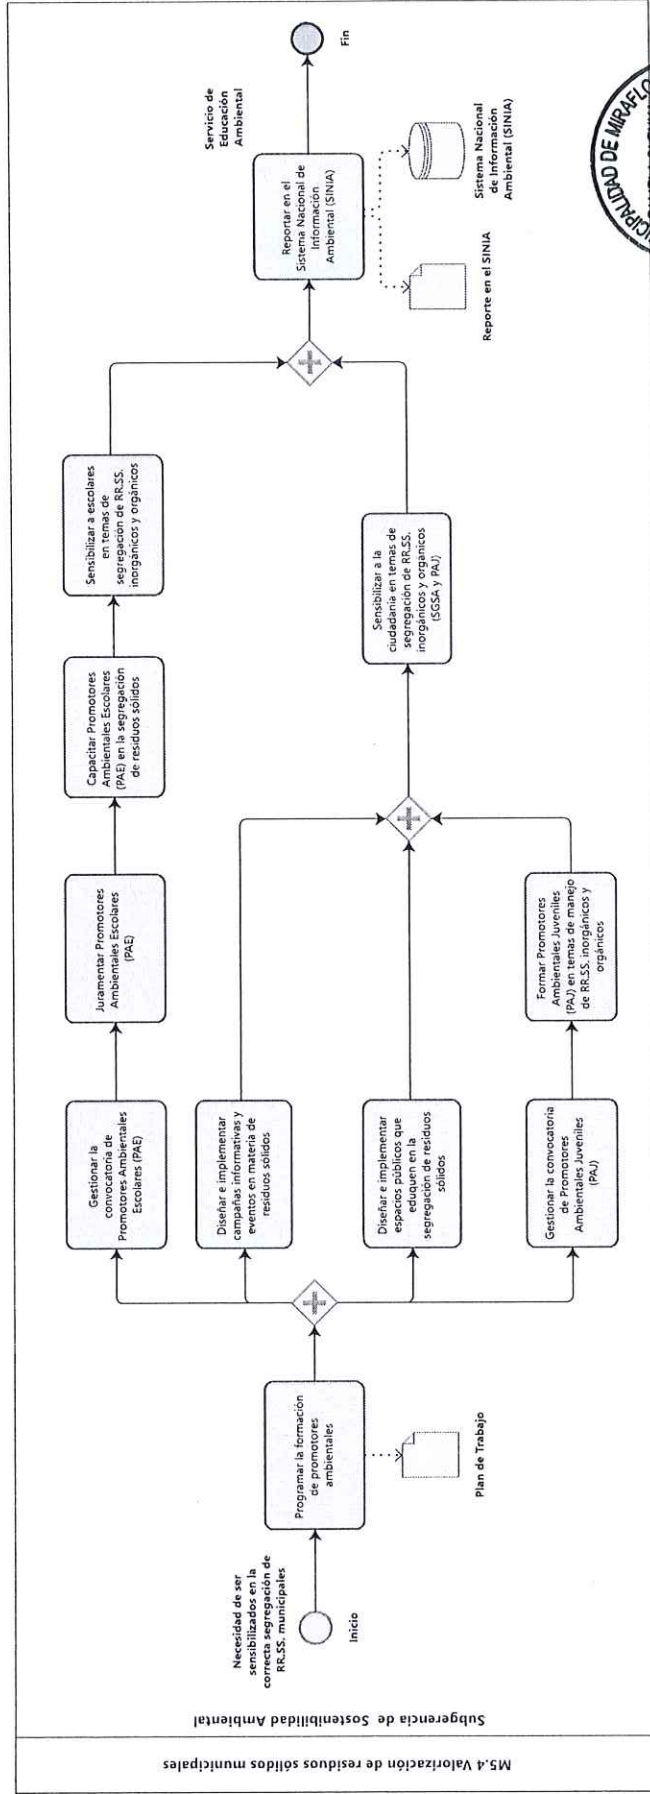 M5.4 Valorización de residuos sólidos municipales
Subgerencia de Sostenibilidad Ambiental
Necesidad de ser
sensibilizados en la
correcta segregación de
RR.SS. municipales
Inicio
Programar la formación
de promotores
ambientales
Plan de Trabajo
Gestionar la
convocatoria de
Promotores Ambientales
Escolares (PAE)
Juramentar Promotores
Ambientales Escolares
(PAE)
Capacitar Promotores
Ambientales Escolares
(PAE) en la segregación
de residuos sólidos
Sensibilizar a escolares
en temas de
segregación de RR.SS.
inorgánicos y orgánicos
Diseñar e implementar
campañas informativas y
eventos en materia de
residuos sólidos
Diseñar e implementar
espacios públicos que
eduquen en la
segregación de residuos
sólidos
Gestionar la convocatoria
de Promotores
Ambientales Juveniles
(PAJ)
Formar Promotores
Ambientales Juveniles
(PAJ) en temas de manejo
de RR.SS. inorgánicos y
orgánicos
Sensibilizar a la
ciudadanía en temas de
segregación de RR.SS.
inorgánicos y orgánicos
(SGSA y PAJ)
Reportar en el
Sistema Nacional de
Información
Ambiental (SINIA)
Reporte en el SINIA
Sistema Nacional
de Información
Ambiental (SINIA)
Servicio de
Educación
Ambiental
Fin
NICIPALIDAD DE MIRAFLO